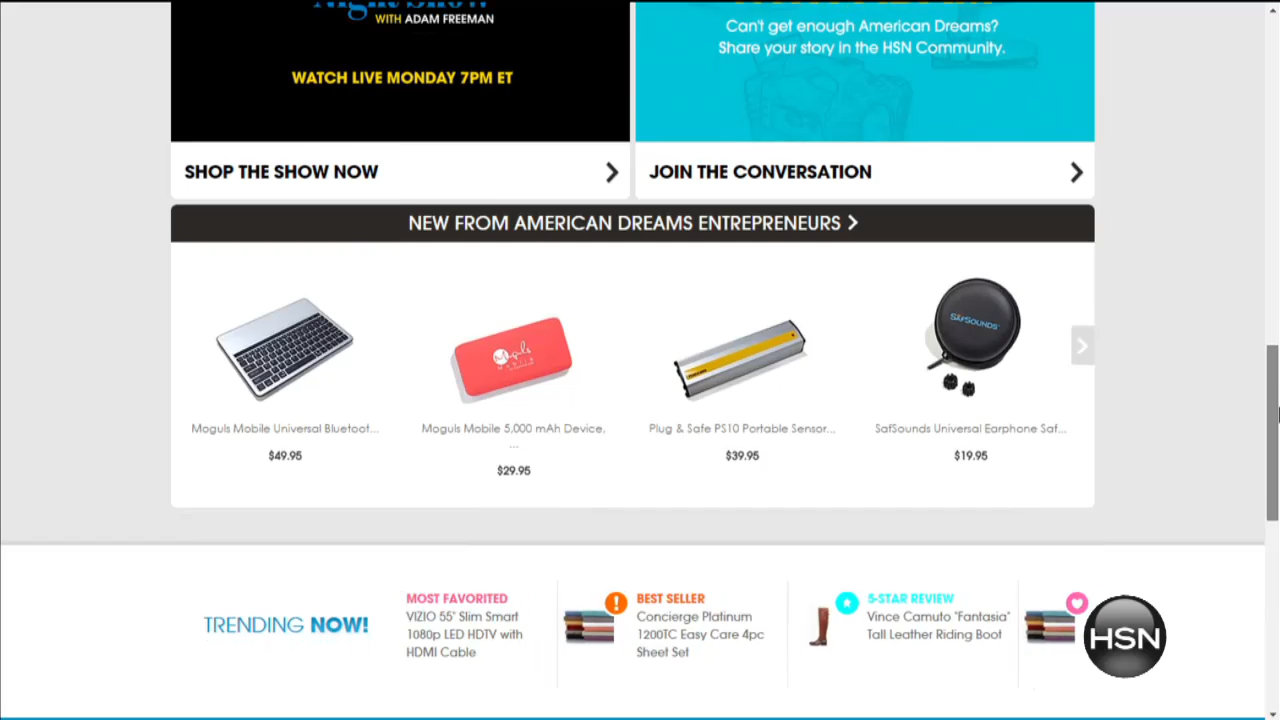 WITH ADAM FREEMAN
WATCH LIVE MONDAY 7PM ET
Can't get enough American Dreams?
Share your story in the HSN Community.
SHOP THE SHOW NOW
JOIN THE CONVERSATION
NEW FROM AMERICAN DREAMS ENTREPRENEURS
Moguls
SAFSOUNDS
Moguls Mobile Universal Bluetoot...
$49.95
Moguls Mobile 5,000 mAh Device,
...
$29.95
Plug & Safe PS10 Portable Sensor...
$39.95
SafSounds Universal Earphone Saf...
$19.95
TRENDING NOW!
MOST FAVORITED
VIZIO 55" Slim Smart
1080p LED HDTV with
HDMI Cable
BEST SELLER
Concierge Platinum
1200TC Easy Care 4pc
Sheet Set
5-STAR REVIEW
Vince Camuto "Fantasia"
Tall Leather Riding Boot
HSN